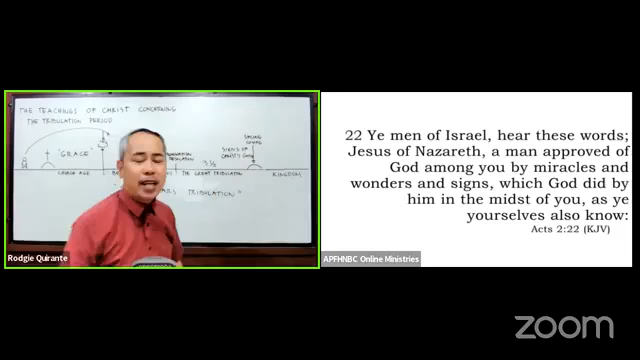 THE TEACHINGS OF CHRIST CONCERNING
THE TRIBULATION PERIOD
"GRACE"
SIGNS OF
CHURCH AGE
THE GREAT TRIBULATION
KINGDOM
TRIBULATION"
Rodgie Quirante
22 Ye men of Israel, hear these words;
Jesus of Nazareth, a man approved of
God among you by miracles and
wonders and signs, which God did by
him in the midst of you, as ye
yourselves also know:
Acts 2:22 (KJV)
APFHNBC Online Ministries
zoom